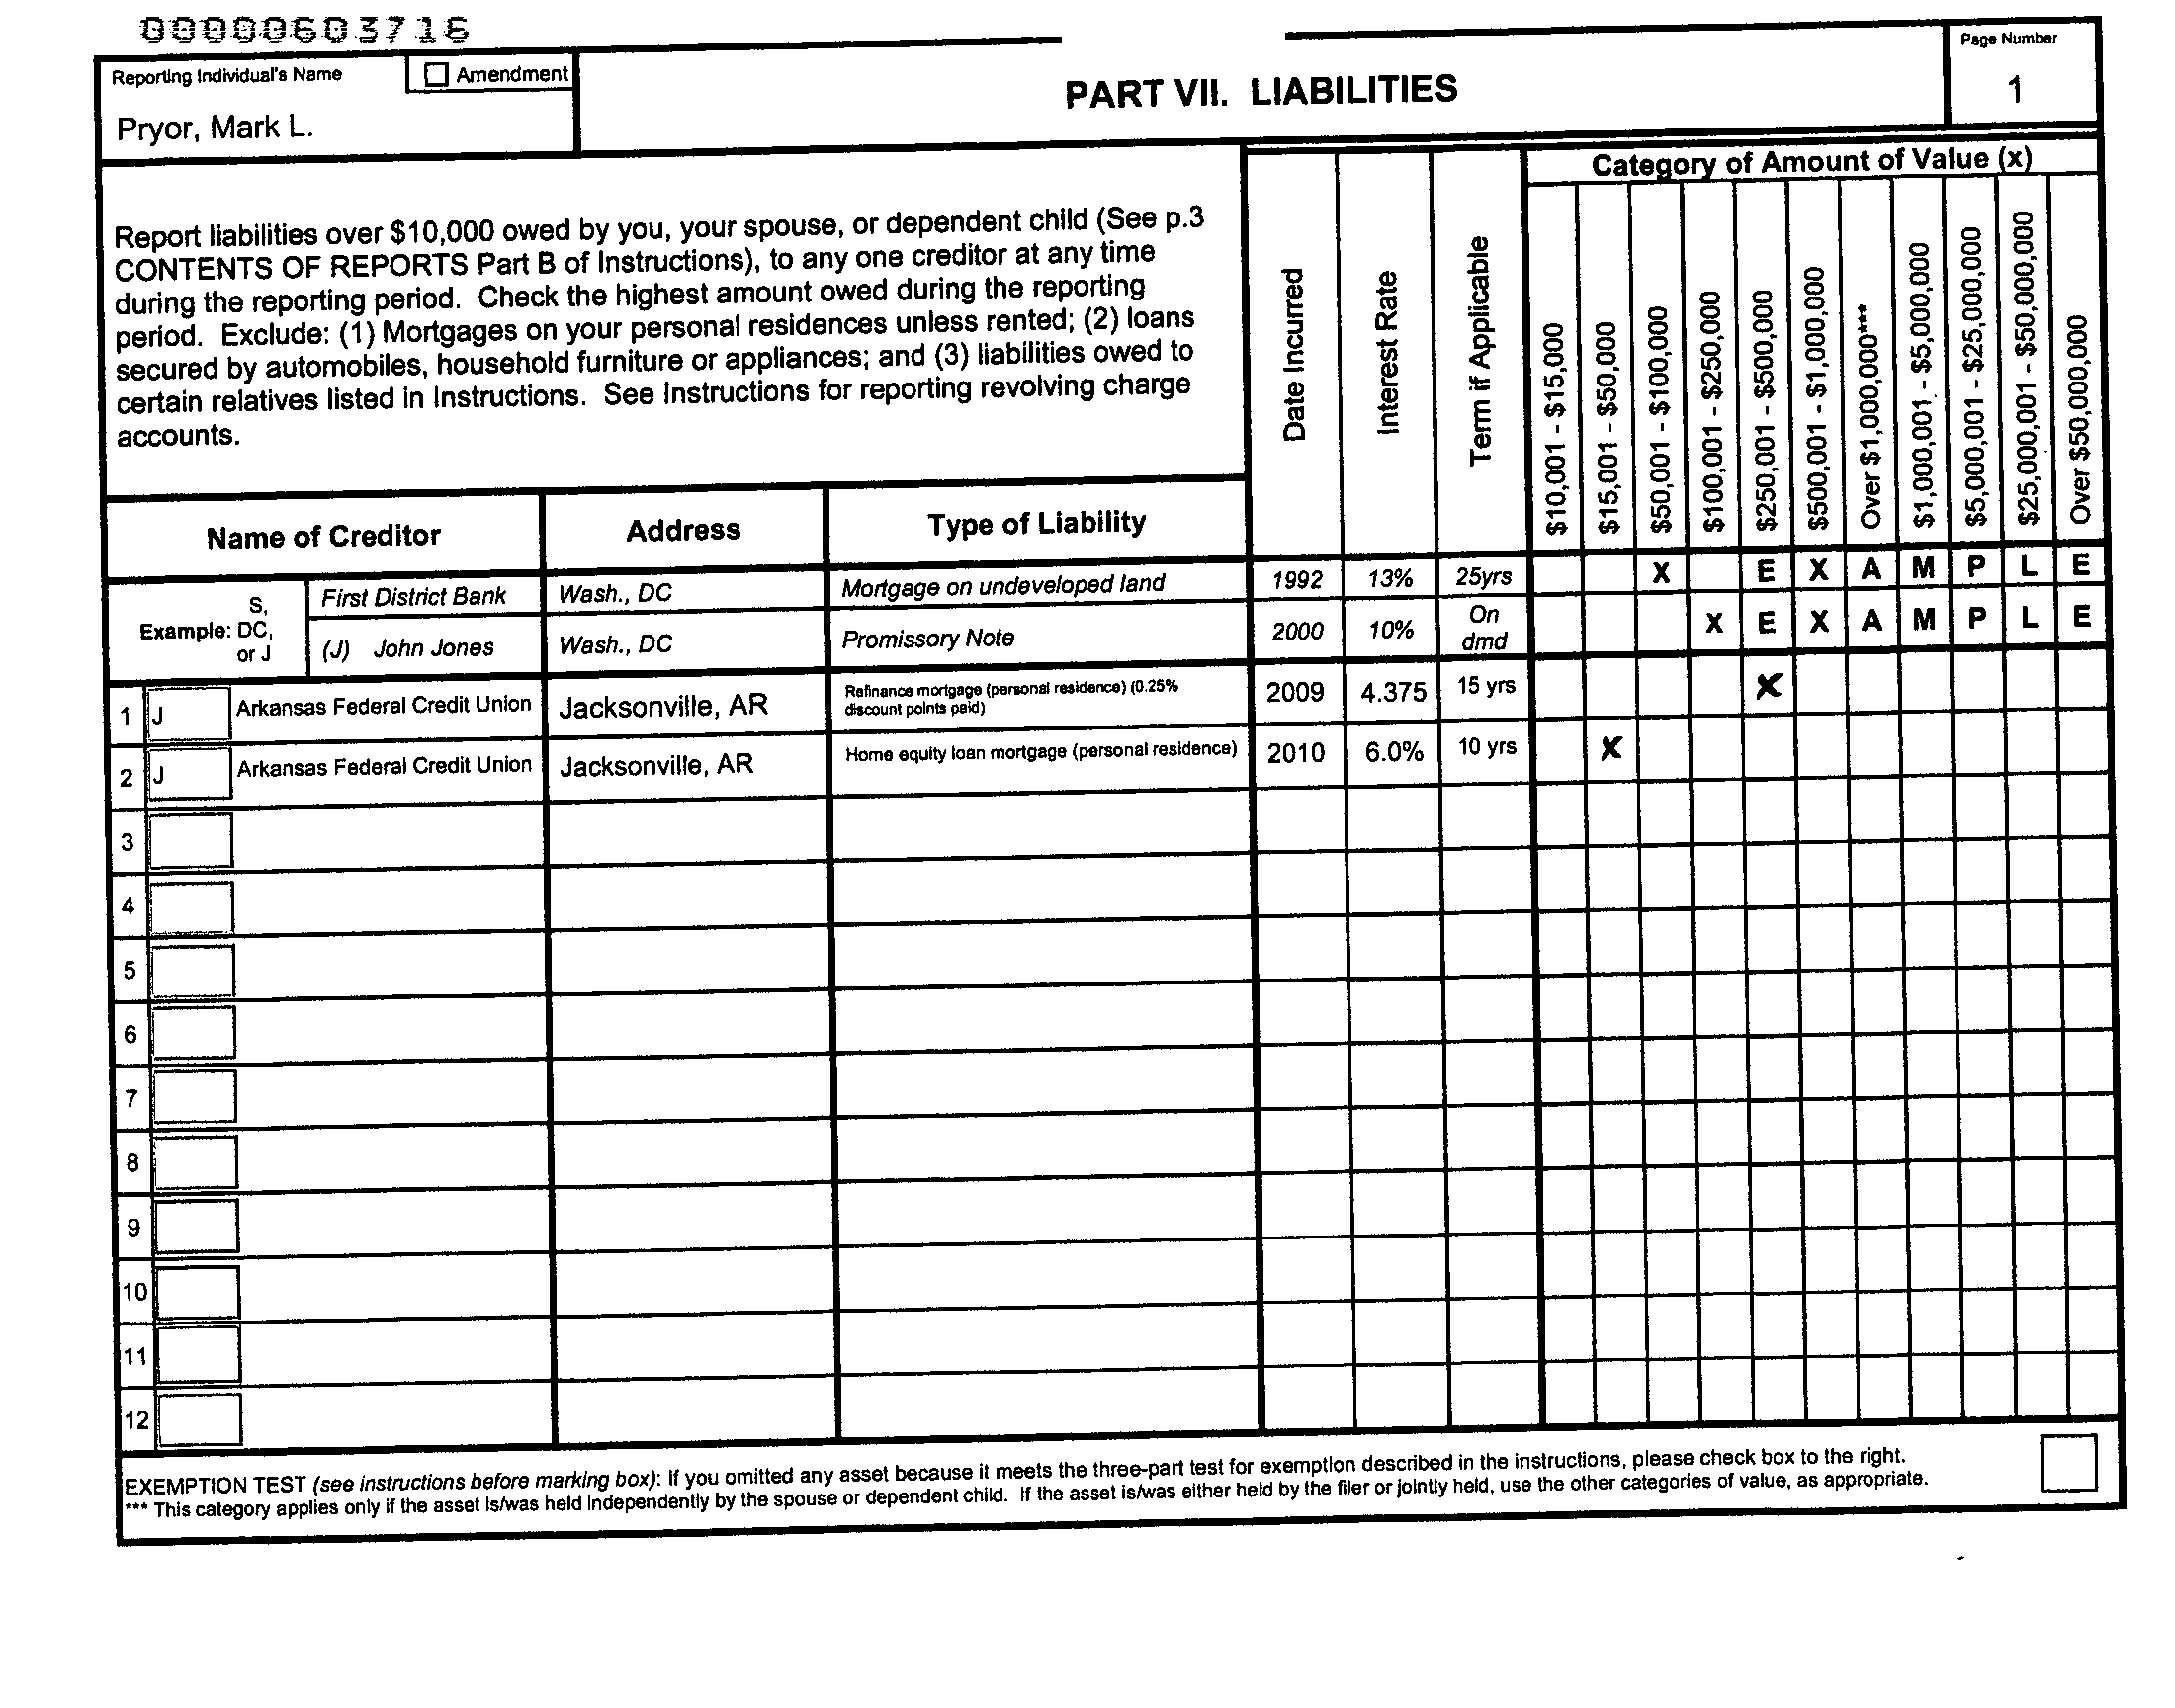 00000603716
Reporting Individual's Name
Amendment
Pryor, Mark L.
PART VII. LIABILITIES
Page Number
1
Report liabilities over $10,000 owed by you, your spouse, or dependent child (See p.3
CONTENTS OF REPORTS Part B of Instructions), to any one creditor at any time
during the reporting period. Check the highest amount owed during the reporting
period. Exclude: (1) Mortgages on your personal residences unless rented; (2) loans
secured by automobiles, household furniture or appliances; and (3) liabilities owed to
certain relatives listed in Instructions. See Instructions for reporting revolving charge
accounts.
Date Incurred
Interest Rate
Term if Applicable
Category of Amount of Value (x)
$10,001 - $15,000
$15,001 - $50,000
$50,001 - $100,000
$100,001 - $250,000
$250,001 - $500,000
$500,001 - $1,000,000
Over $1,000,000***
$1,000,001 - $5,000,000
$5,000,001 - $25,000,000
$25,000,001 - $50,000,000
Over $50,000,000
Name of Creditor
Address
Type of Liability
Example: S, DC, or J
First District Bank Wash., DC Mortgage on undeveloped land 1992 13% 25yrs X E X A M P L E
(J) John Jones Wash., DC Promissory Note 2000 10% On dmd X E X A M P L E
1 J Arkansas Federal Credit Union Jacksonville, AR Refinance mortgage (personal residence) (0.25% discount points paid) 2009 4.375 15 yrs X
2 J Arkansas Federal Credit Union Jacksonville, AR Home equity loan mortgage (personal residence) 2010 6.0% 10 yrs X
3
4
5
6
7
8
9
10
11
12
EXEMPTION TEST (see instructions before marking box): If you omitted any asset because it meets the three-part test for exemption described in the instructions, please check box to the right.
*** This category applies only if the asset is/was held independently by the spouse or dependent child. If the asset is/was either held by the filer or jointly held, use the other categories of value, as appropriate.